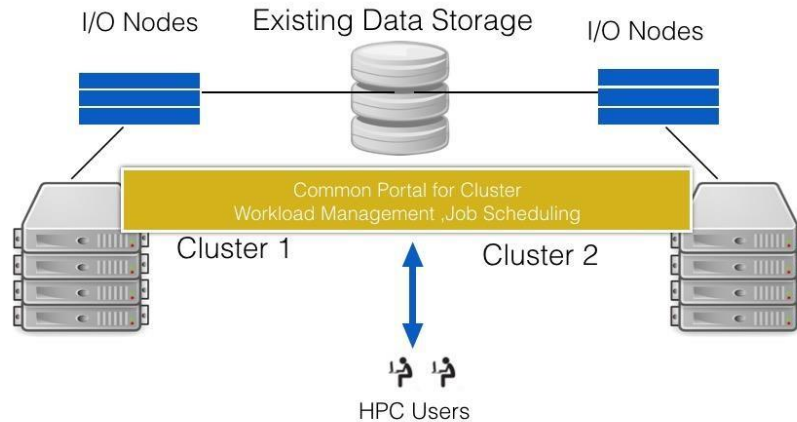 I/O Nodes
Existing Data Storage
I/O Nodes
Common Portal for Cluster
Workload Management ,Job Scheduling
Cluster 1
Cluster 2
HPC Users